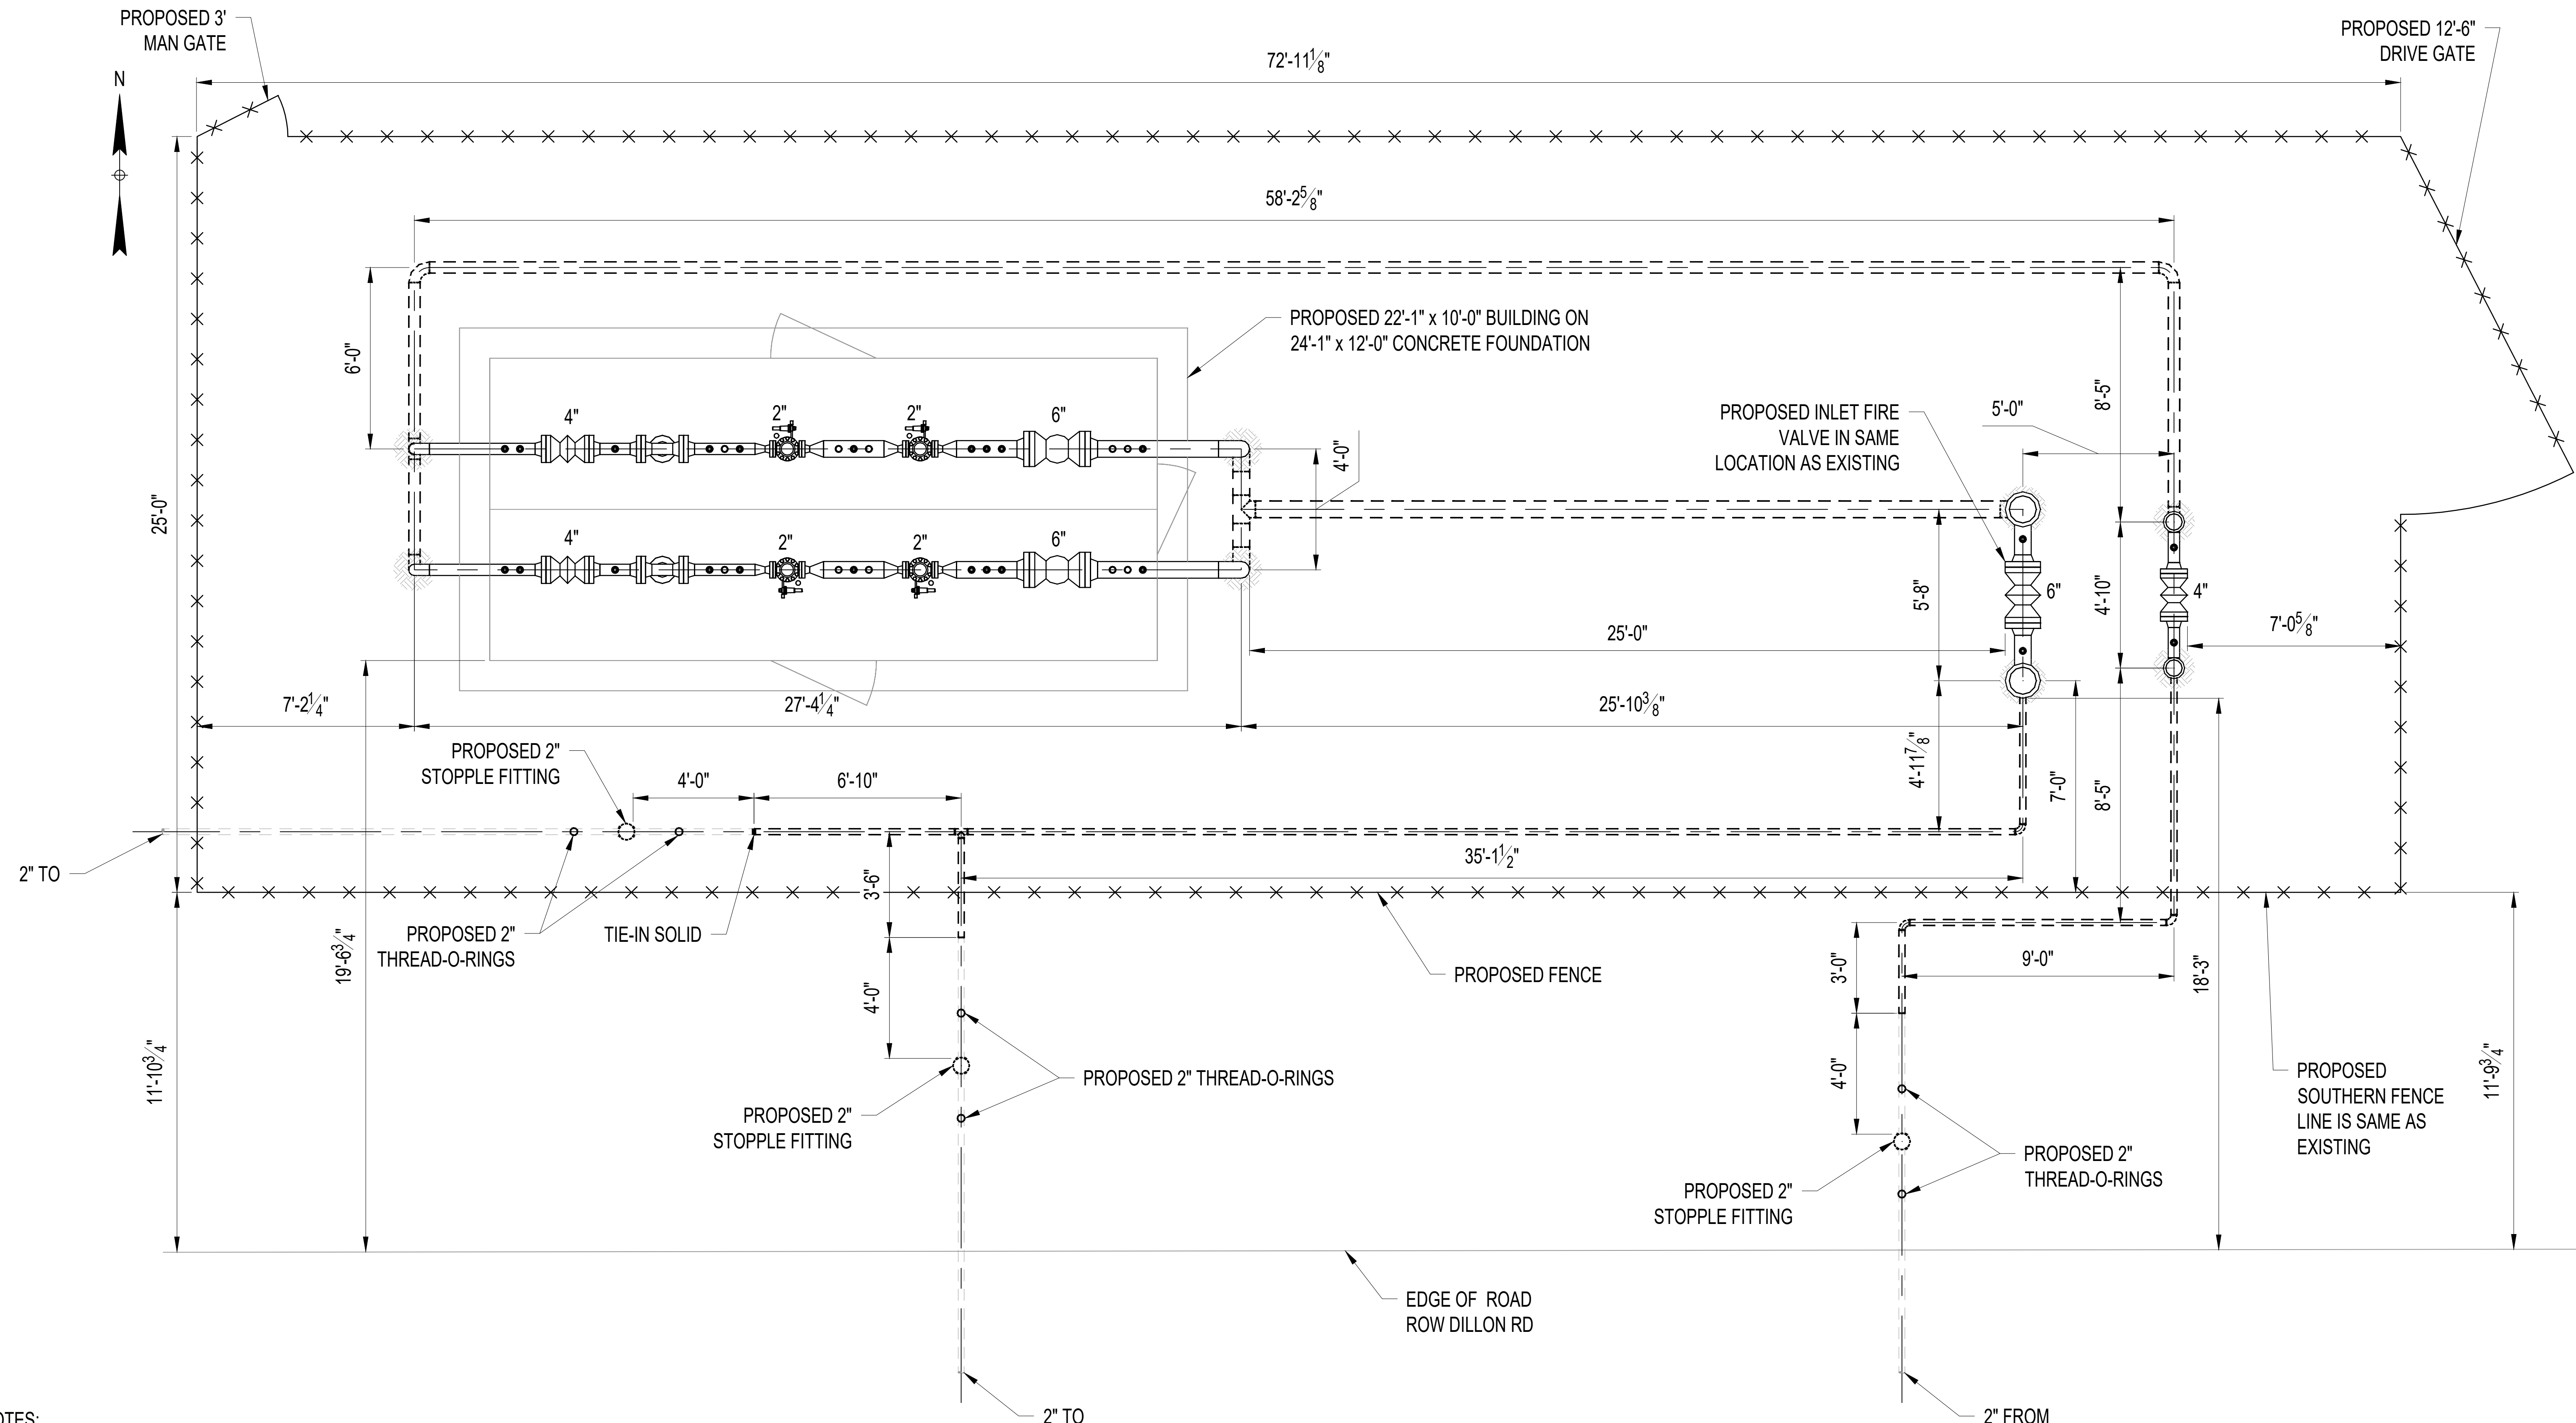 PROPOSED 3'
MAN GATE
PROPOSED 12'-6"
DRIVE GATE
72'-11 1/8"
N
58'-2 5/8"
PROPOSED 22'-1" x 10'-0" BUILDING ON
24'-1" x 12'-0" CONCRETE FOUNDATION
6'-0"
8'-5"
PROPOSED INLET FIRE
VALVE IN SAME
LOCATION AS EXISTING
5'-0"
4"
2"
2"
6"
4'-0"
25'-0"
4"
2"
2"
6"
5'-8"
6"
4'-10"
4"
7'-0 5/8"
25'-0"
7'-2 1/4"
27'-4 1/4"
25'-10 3/8"
PROPOSED 2"
STOPPLE FITTING
4'-0"
6'-10"
4'-11 7/8"
7'-0"
8'-5"
2" TO
35'-1 1/2"
3'-6"
PROPOSED 2"
THREAD-O-RINGS
TIE-IN SOLID
19'-6 3/4"
PROPOSED FENCE
3'-0"
9'-0"
18'-3"
4'-0"
4'-0"
11'-10 3/4"
11'-9 3/4"
PROPOSED 2" THREAD-O-RINGS
PROPOSED
SOUTHERN FENCE
LINE IS SAME AS
EXISTING
PROPOSED 2"
STOPPLE FITTING
PROPOSED 2"
THREAD-O-RINGS
PROPOSED 2"
STOPPLE FITTING
EDGE OF ROAD
ROW DILLON RD
2" TO
2" FROM